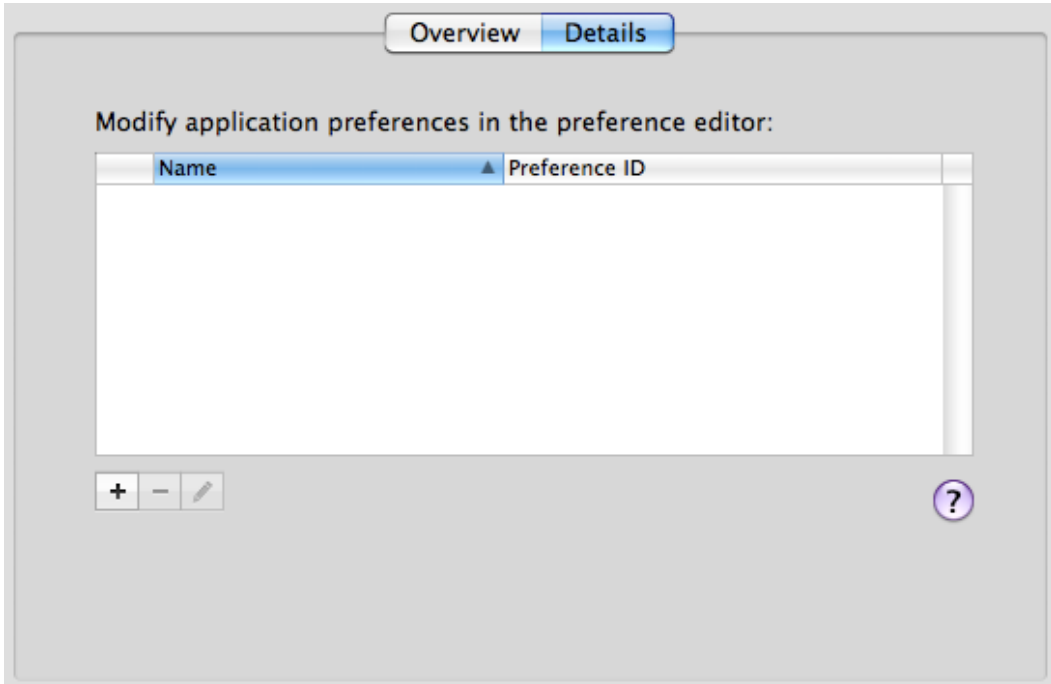 Overview Details
Modify application preferences in the preference editor:
Name Preference ID
+ − ?